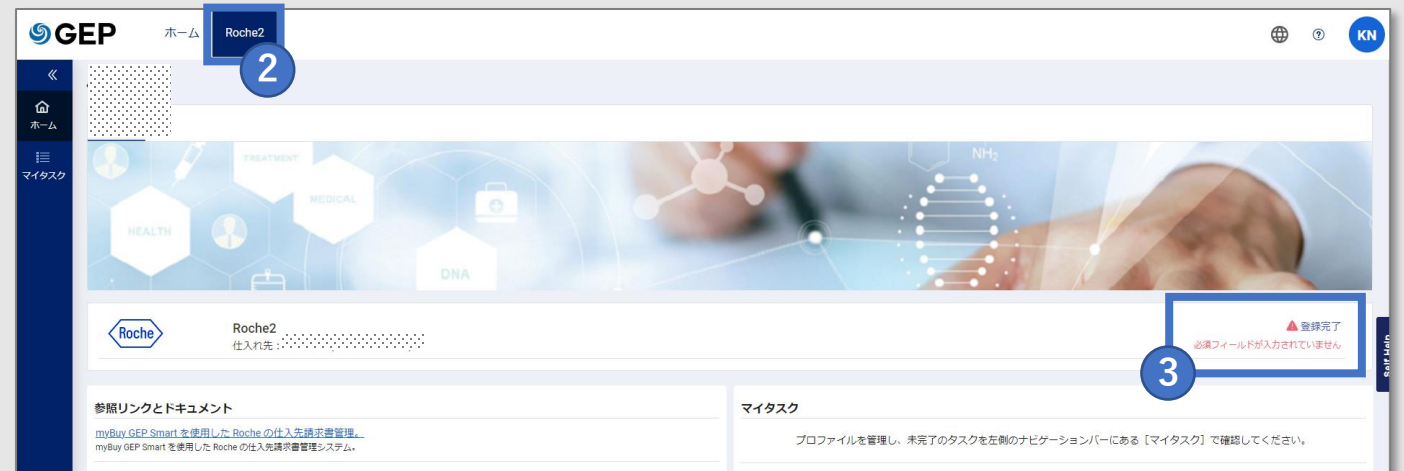 GEP
ホーム
Roche2
KN
2
ホーム
マイタスク
TREATMENT
NH₂
MEDICAL
HEALTH
DNA
Roche
Roche2
仕入れ先 :
登録完了
必須フィールドが入力されていません
3
Self Help
参照リンクとドキュメント
myBuy GEP Smart を使用した Roche の仕入先請求書管理。
myBuy GEP Smart を使用した Roche の仕入先請求書管理システム。
マイタスク
プロファイルを管理し、未完了のタスクを左側のナビゲーションバーにある［マイタスク］で確認してください。